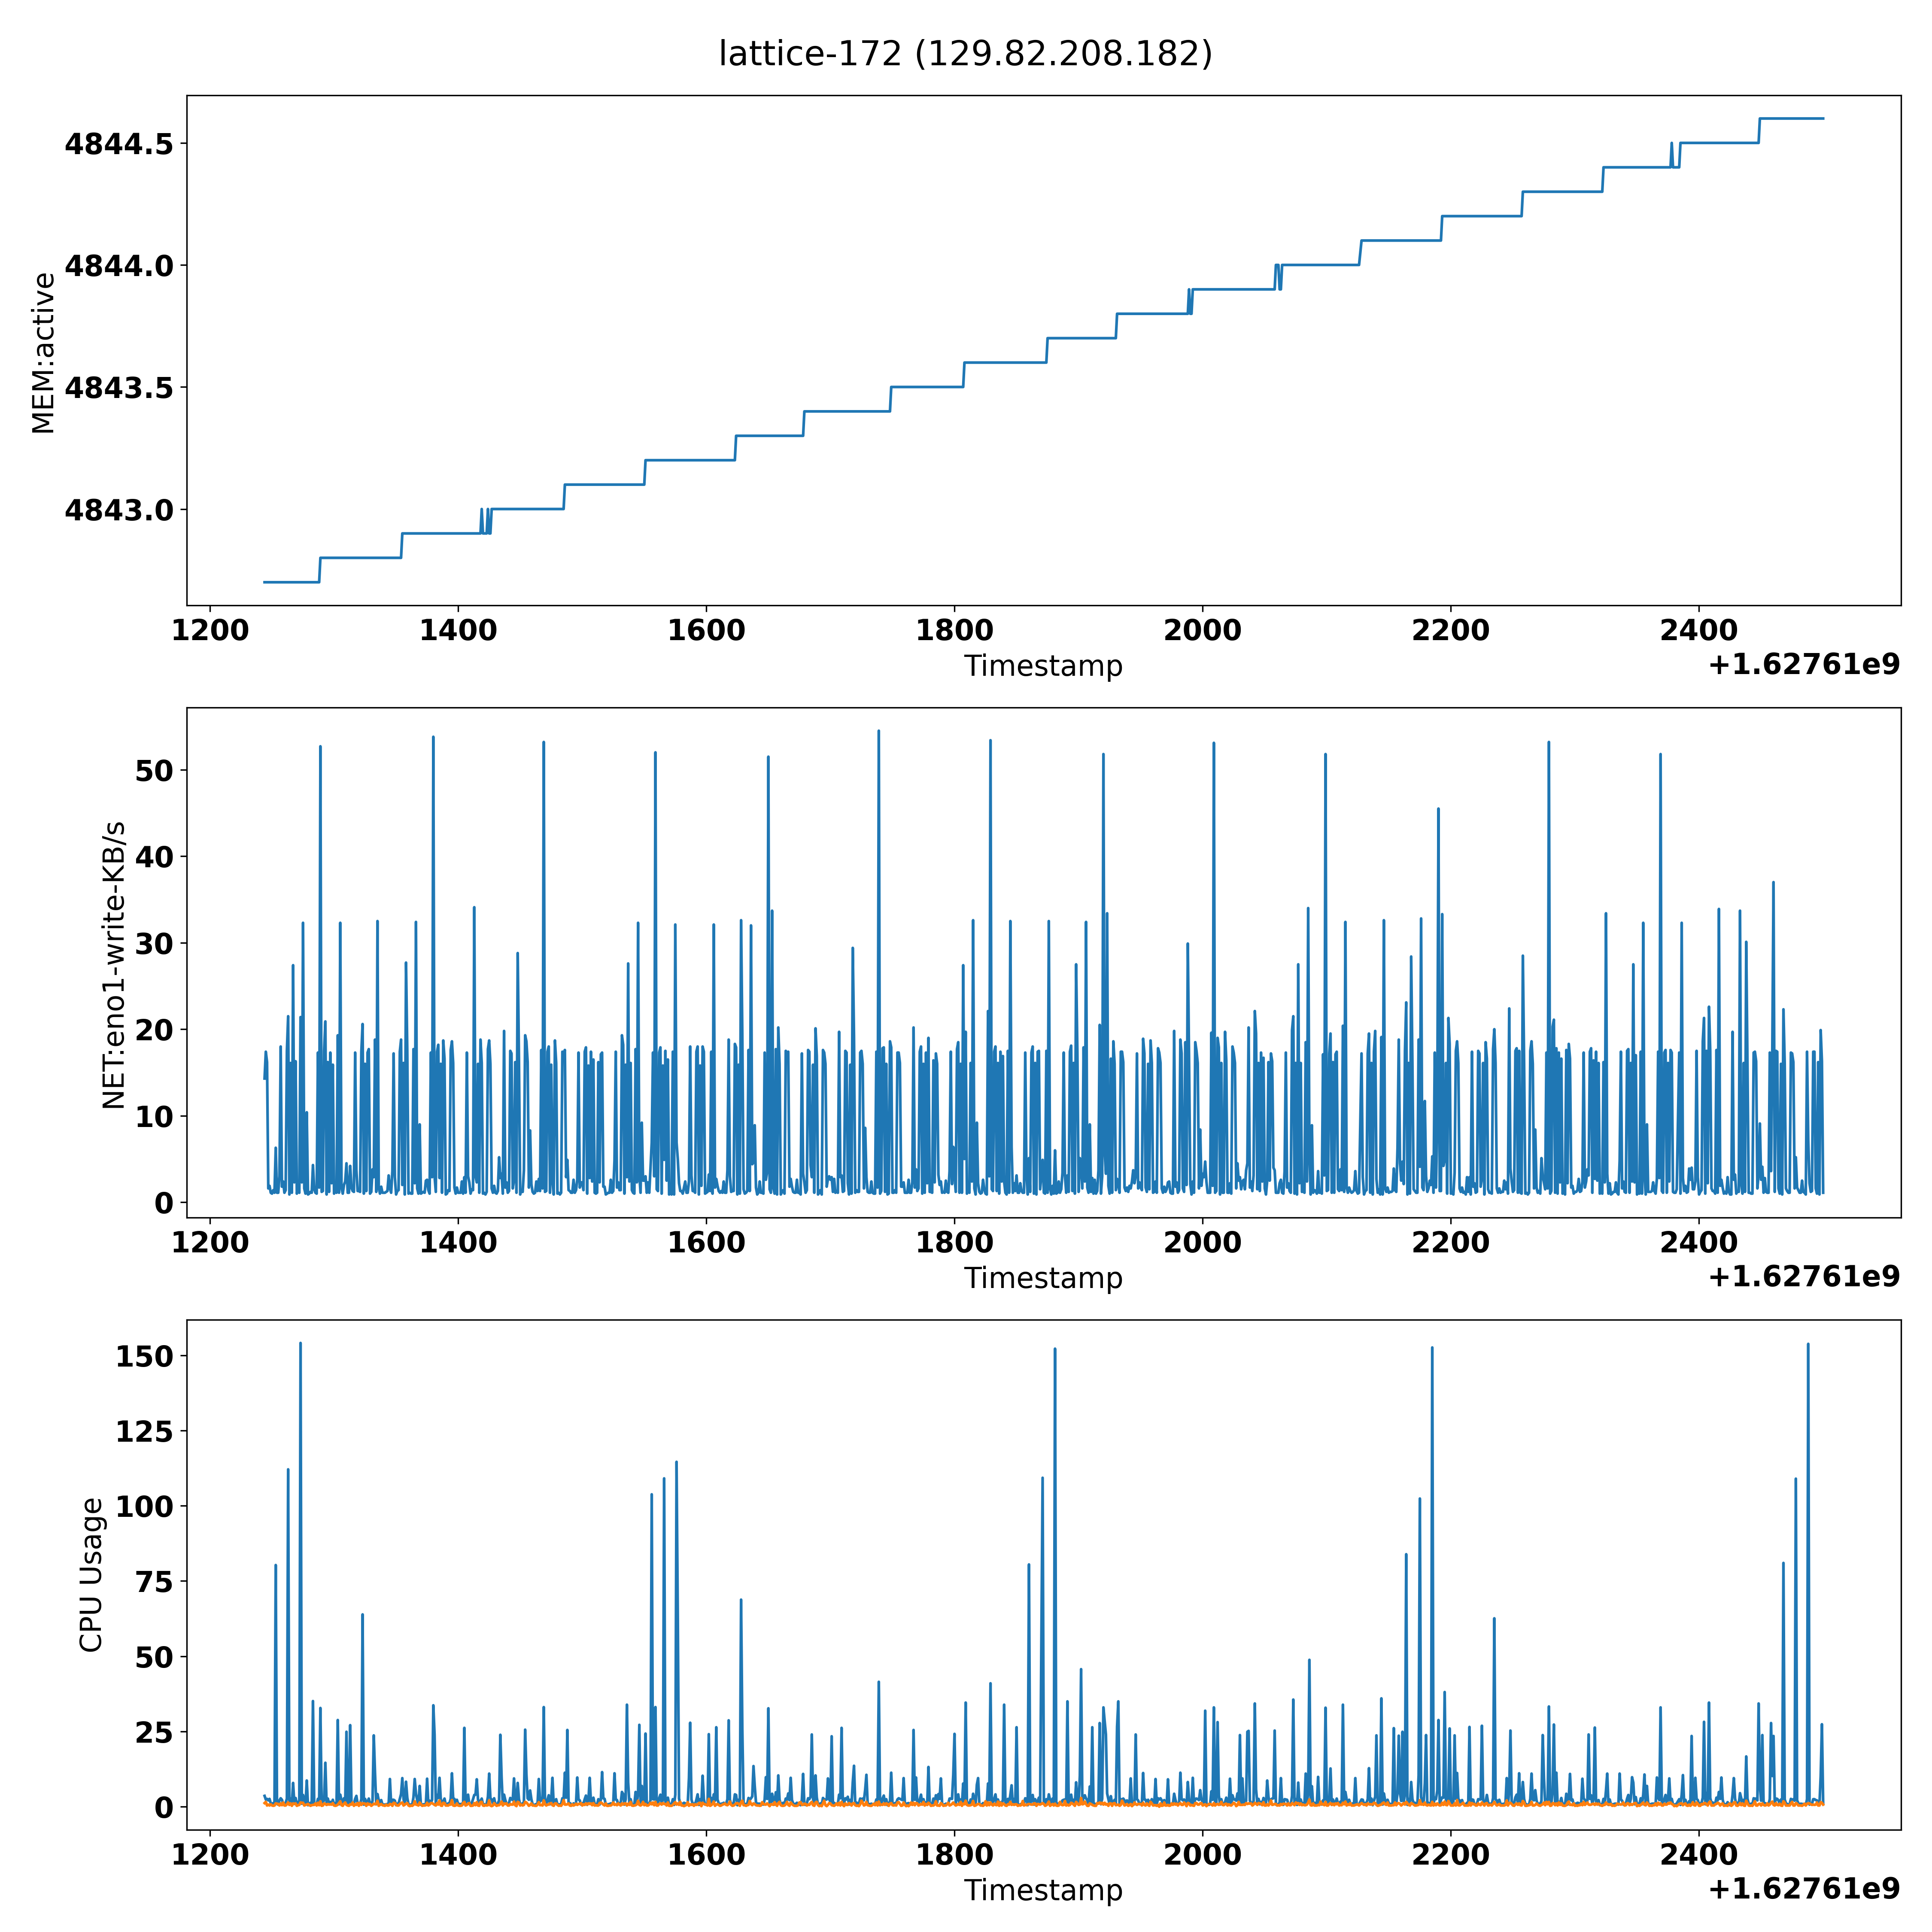 lattice-172 (129.82.208.182)
MEM:active
4844.5
4844.0
4843.5
4843.0
1200 1400 1600 1800 2000 2200 2400
Timestamp
+1.62761e9
NET:eno1-write-KB/s
50
40
30
20
10
0
1200 1400 1600 1800 2000 2200 2400
Timestamp
+1.62761e9
CPU Usage
150
125
100
75
50
25
0
1200 1400 1600 1800 2000 2200 2400
Timestamp
+1.62761e9